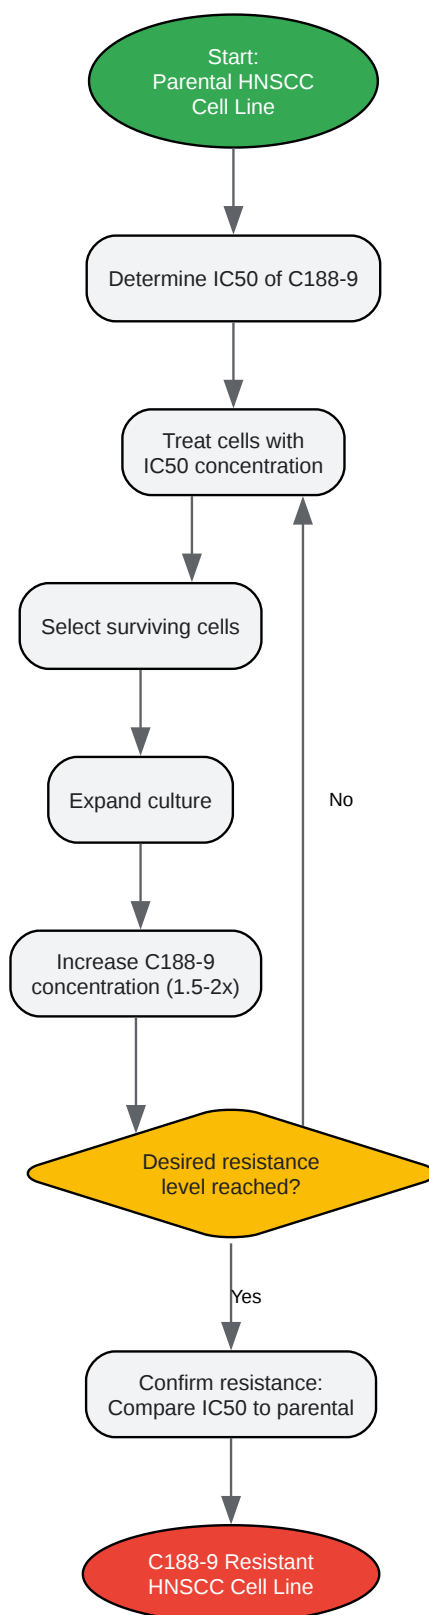 Start:
Parental HNSCC
Cell Line
Determine IC50 of C188-9
Treat cells with
IC50 concentration
Select surviving cells
Expand culture
No
Increase C188-9
concentration (1.5-2x)
Desired resistance
level reached?
Yes
Confirm resistance:
Compare IC50 to parental
C188-9 Resistant
HNSCC Cell Line